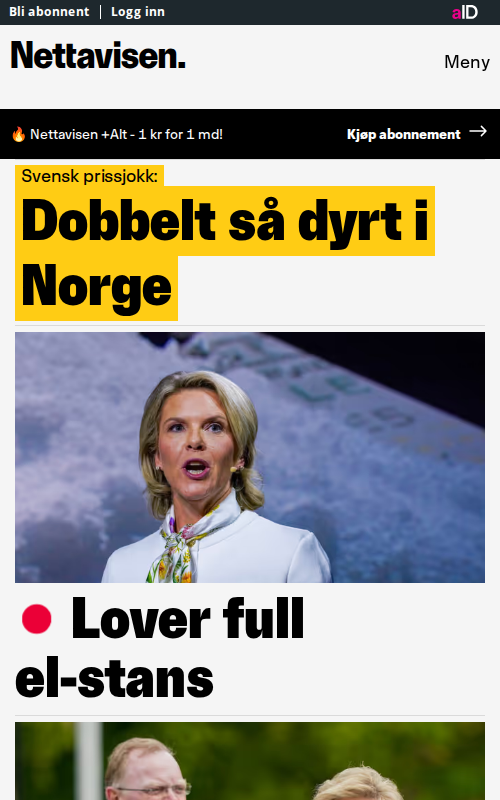 Bli abonnent
Logg inn
aID
Nettavisen.
Meny
🔥 Nettavisen +Alt - 1 kr for 1 md!
Kjøp abonnement →
Svensk prissjokk:
Dobbelt så dyrt i
Norge
Lover full
el-stans